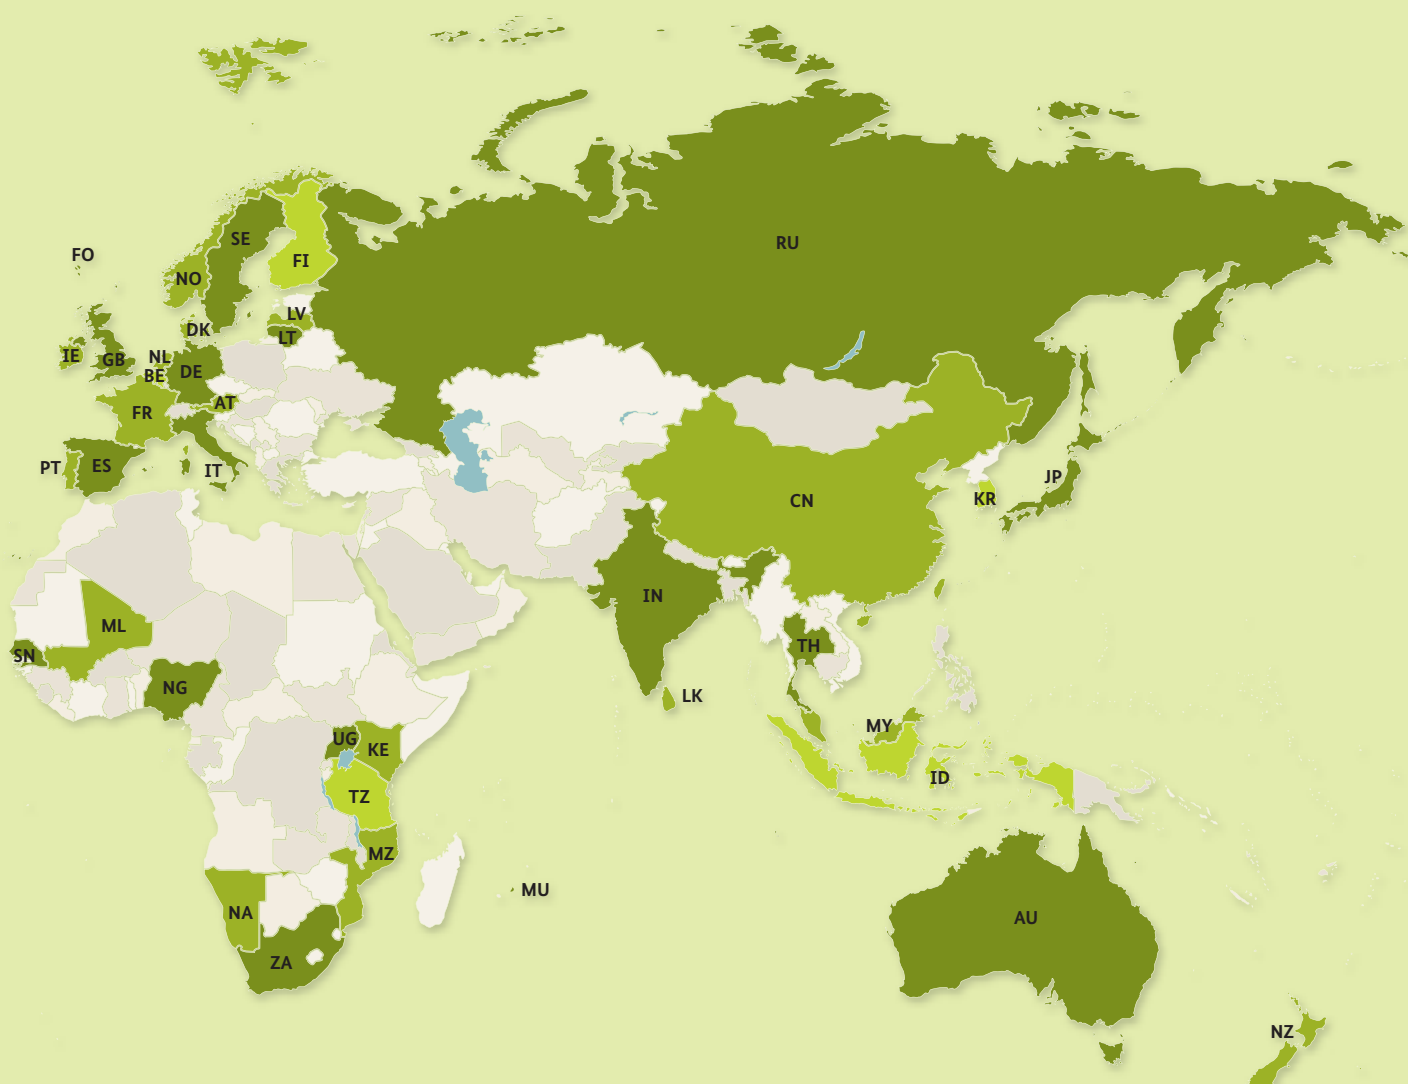 SE
RU
FO
FI
NO
LV
DK
LT
IE
GB
NL
DE
BE
AT
FR
PT
ES
IT
JP
KR
CN
IN
ML
TH
SN
NG
LK
MY
UG
KE
ID
TZ
MZ
MU
NA
AU
ZA
NZ